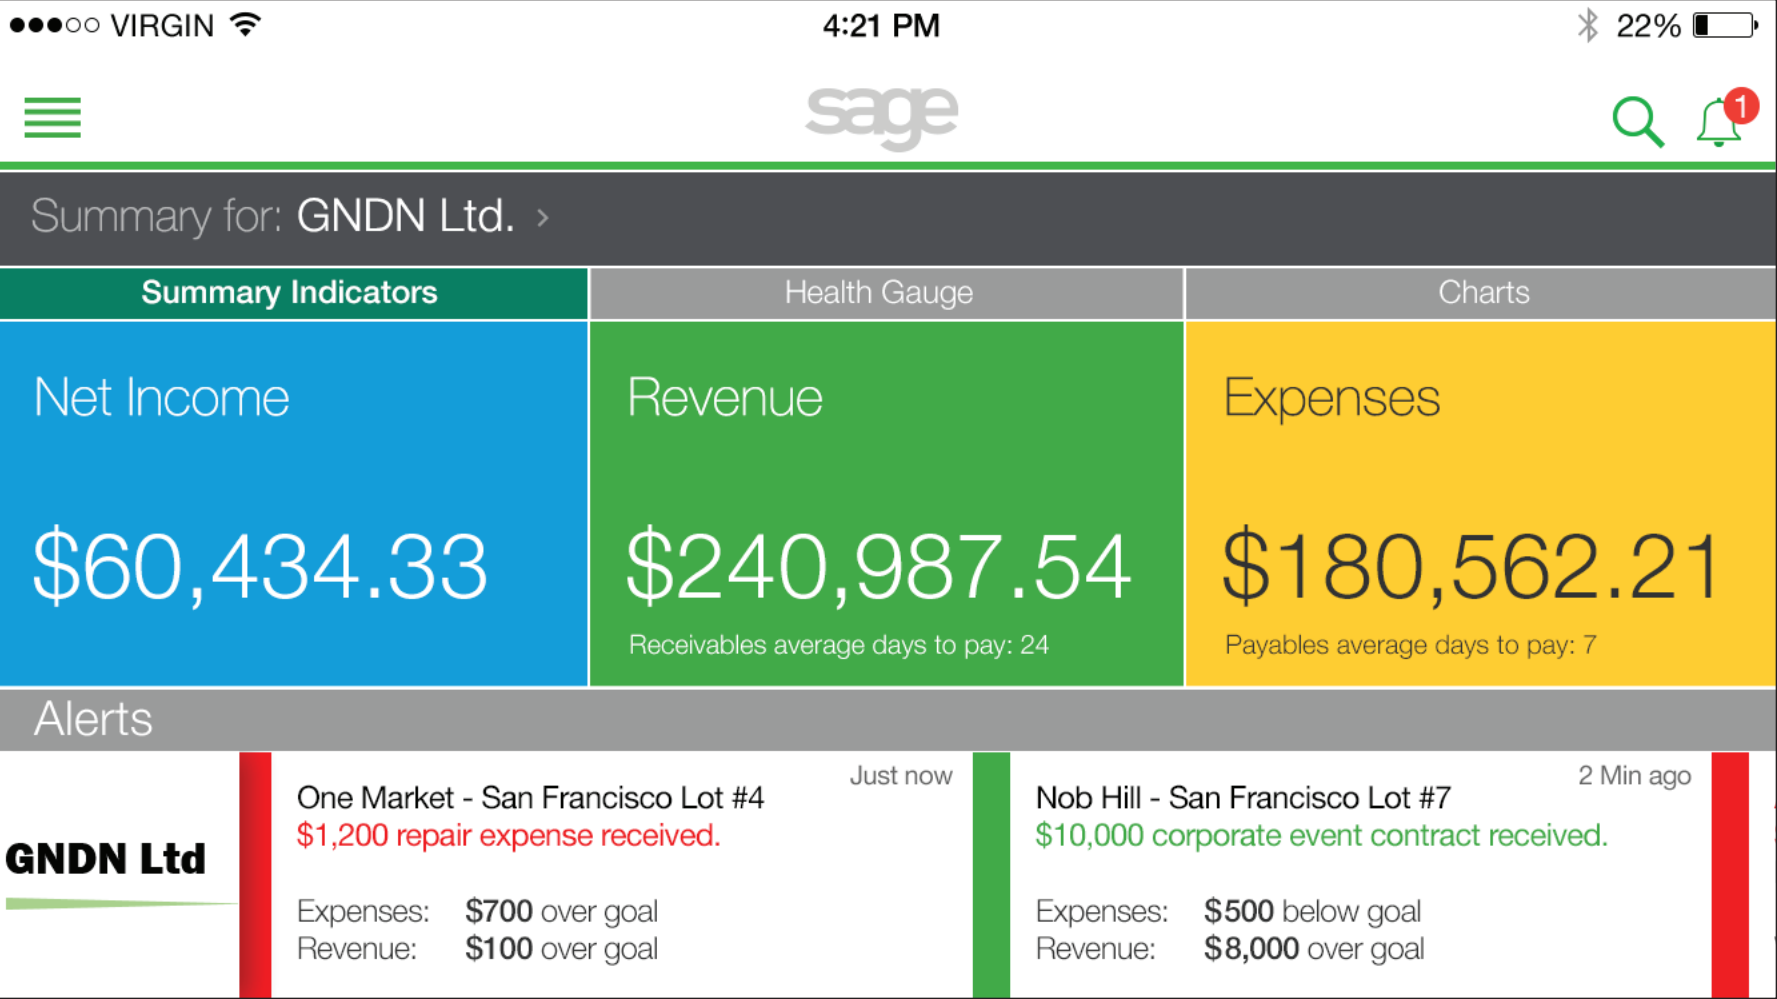 VIRGIN
4:21 PM
22%
sage
1
Summary for: GNDN Ltd. >
Summary Indicators
Health Gauge
Charts
Net Income
$60,434.33
Revenue
$240,987.54
Receivables average days to pay: 24
Expenses
$180,562.21
Payables average days to pay: 7
Alerts
GNDN Ltd
Just now
One Market - San Francisco Lot #4
$1,200 repair expense received.
Expenses: $700 over goal
Revenue: $100 over goal
2 Min ago
Nob Hill - San Francisco Lot #7
$10,000 corporate event contract received.
Expenses: $500 below goal
Revenue: $8,000 over goal